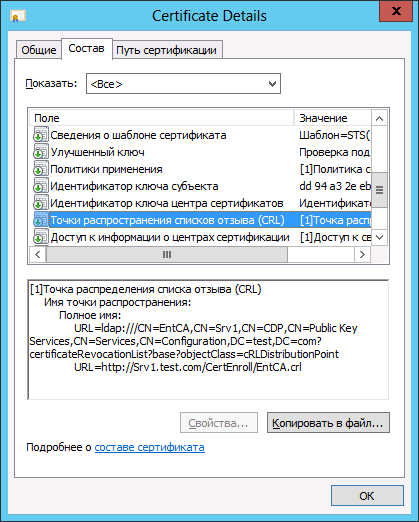 Certificate Details
x
Общие
Состав
Путь сертификации
Показать:
<Все>
Поле
Значение
Сведения о шаблоне сертификата
Шаблон=STS(
Улучшенный ключ
Проверка под
Политики применения
[1]Политика с
Идентификатор ключа субъекта
dd 94 a3 2e eb
Идентификатор ключа центра сертификатов
Идентификат
Точки распространения списков отзыва (CRL)
[1]Точка расп
Доступ к информации о центрах сертификации
[1]Доступ к св
[1]Точка распределения списка отзыва (CRL)
Имя точки распространения:
Полное имя:
URL=ldap:///CN=EntCA,CN=Srv1,CN=CDP,CN=Public Key
Services,CN=Services,CN=Configuration,DC=test,DC=com?
certificateRevocationList?base?objectClass=cRLDistributionPoint
URL=http://Srv1.test.com/CertEnroll/EntCA.crl
Свойства...
Копировать в файл...
Подробнее о составе сертификата
OK